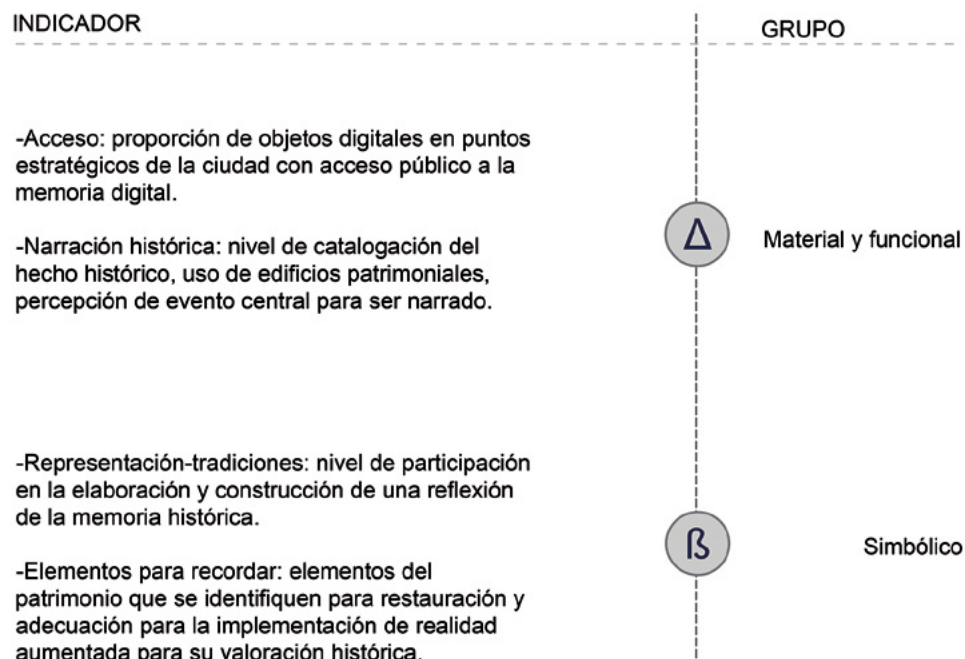 INDICADOR
GRUPO
-Acceso: proporción de objetos digitales en puntos
estratégicos de la ciudad con acceso público a la
memoria digital.
-Narración histórica: nivel de catalogación del
hecho histórico, uso de edificios patrimoniales,
percepción de evento central para ser narrado.
Δ
Material y funcional
-Representación-tradiciones: nivel de participación
en la elaboración y construcción de una reflexión
de la memoria histórica.
-Elementos para recordar: elementos del
patrimonio que se identifiquen para restauración y
adecuación para la implementación de realidad
aumentada para su valoración histórica.
ß
Simbólico